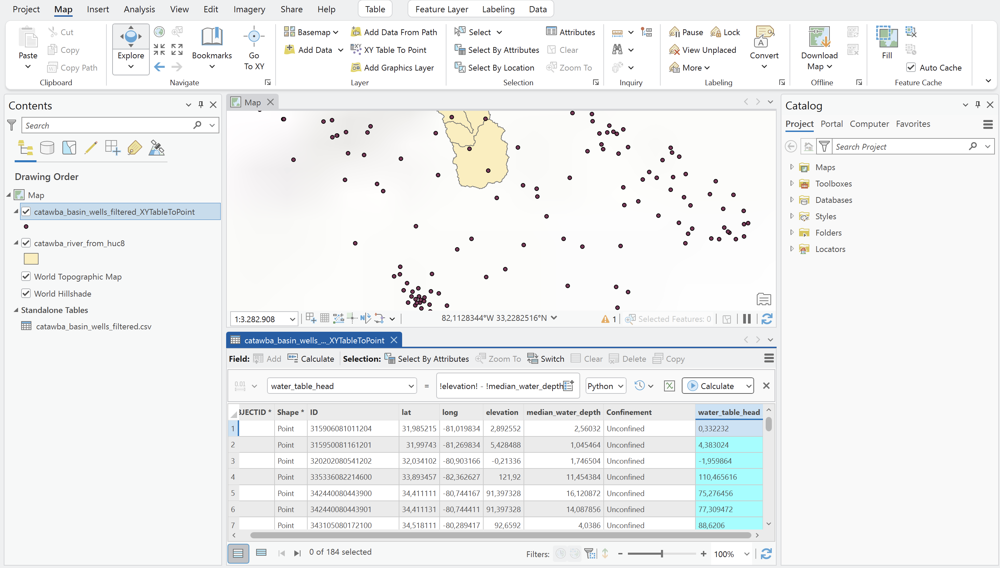 Project Map Insert Analysis View Edit Imagery Share Help Table Feature Layer Labeling Data
Paste
Cut
Copy
Copy Path
Clipboard
Explore
Bookmarks
Go
To XY
Navigate
Basemap
Add Data
Add Data From Path
XY Table To Point
Add Graphics Layer
Layer
Select
Select By Attributes
Select By Location
Attributes
Clear
Zoom To
Selection
Inquiry
Pause
Lock
View Unplaced
More
A
Convert
Labeling
Download
Map
Offline
Fill
Auto Cache
Feature Cache
Contents
Search
Drawing Order
Map
catawba_basin_wells_filtered_XYTableToPoint
catawba_river_from_huc8
World Topographic Map
World Hillshade
Standalone Tables
catawba_basin_wells_filtered.csv
Map
1:3.282.908
N
82,1128344°W 33,2282516°N
1
Selected Features: 0
catawba_basin_wells_..._XYTableToPoint
Field: Add Calculate Selection: Select By Attributes Zoom To Switch Clear Delete Copy
0.01 water_table_head = !elevation! - !median_water_depth Python Calculate
JECTID * Shape * ID lat long elevation median_water_depth Confinement water_table_head
1 Point 315906081011204 31,985215 -81,019834 2,892552 2,56032 Unconfined 0,332232
2 Point 315950081161201 31,99743 -81,269834 5,428488 1,045464 Unconfined 4,383024
3 Point 320202080541202 32,034102 -80,903166 -0,21336 1,746504 Unconfined -1,959864
4 Point 335336082214600 33,893457 -82,362627 121,92 11,454384 Unconfined 110,465616
5 Point 342440080443900 34,411111 -80,744167 91,397328 16,120872 Unconfined 75,276456
6 Point 342440080443901 34,411131 -80,744411 91,397328 14,087856 Unconfined 77,309472
7 Point 343105080172100 34,518111 -80,289417 92,6592 4,0386 Unconfined 88,6206
0 of 184 selected
Filters:
100%
Catalog
Project Portal Computer Favorites
Search Project
Maps
Toolboxes
Databases
Styles
Folders
Locators